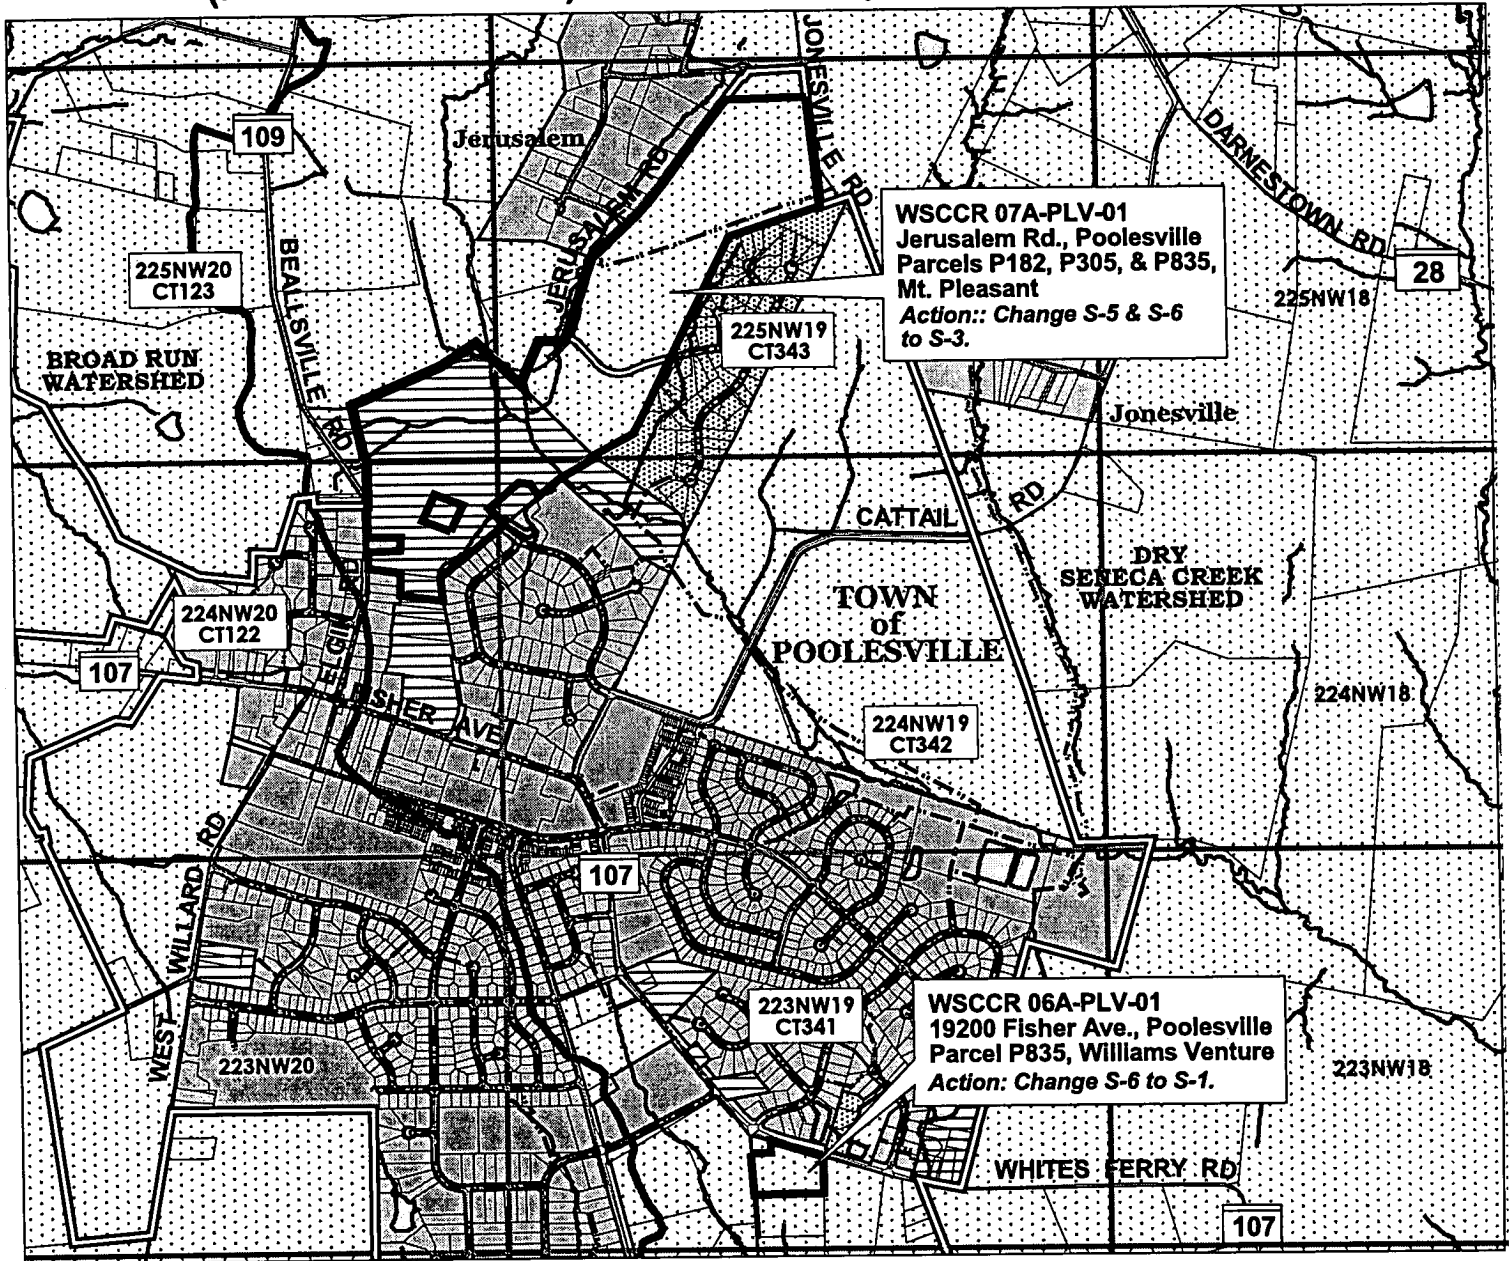 JONESVILLE RD
109
Jerusalem
JERUSALEM RD
DARNESTOWN RD
28
WSCCR 07A-PLV-01
Jerusalem Rd., Poolesville
Parcels P182, P305, & P835,
Mt. Pleasant
Action:: Change S-5 & S-6
to S-3.
225NW20
CT123
BEALLSVILLE RD
225NW18
225NW19
CT343
BROAD RUN
WATERSHED
Jonesville
CATTAIL RD
DRY
SENECA CREEK
WATERSHED
TOWN
of
POOLESVILLE
224NW20
CT122
ELGIN RD
107
FISHER AVE
224NW18
224NW19
CT342
WEST WILLARD RD
107
223NW19
CT341
WSCCR 06A-PLV-01
19200 Fisher Ave., Poolesville
Parcel P835, Williams Venture
Action: Change S-6 to S-1.
223NW20
223NW18
WHITES FERRY RD
107